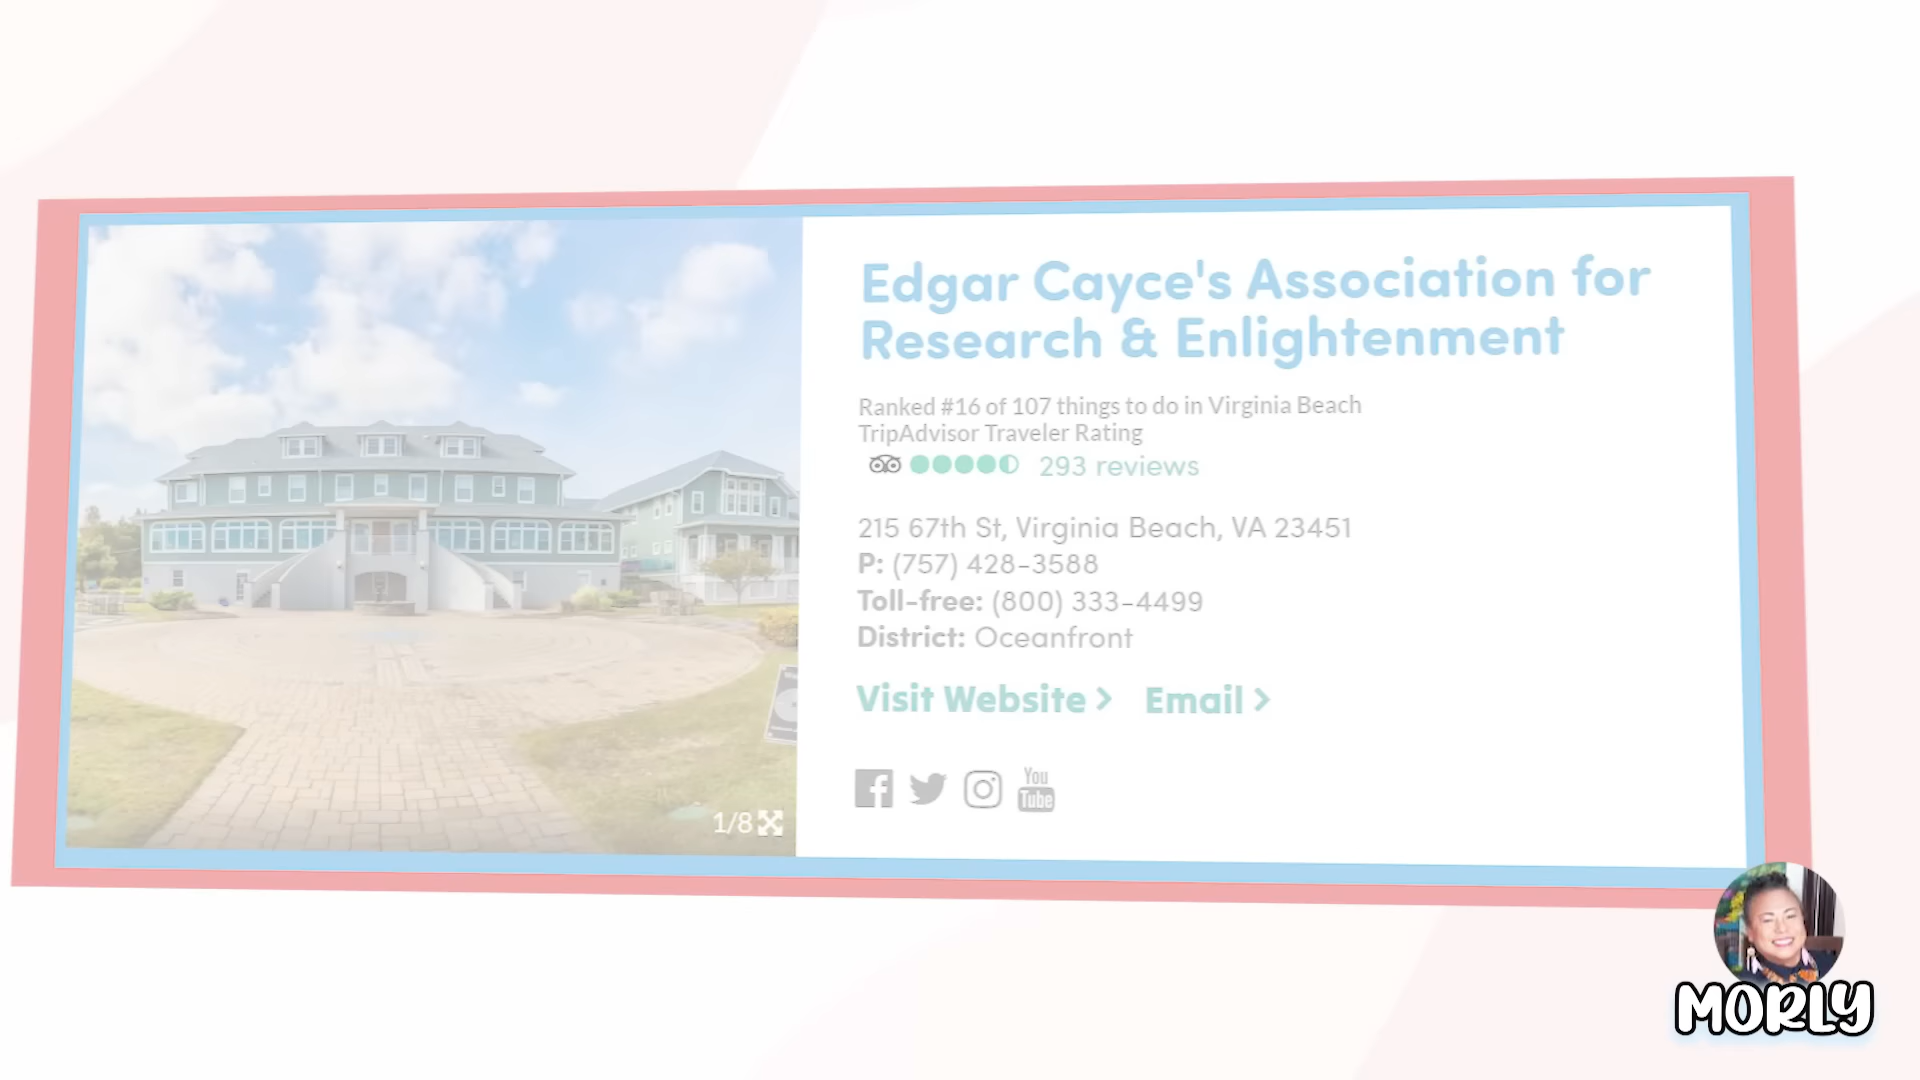 Edgar Cayce's Association for
Research & Enlightenment
Ranked #16 of 107 things to do in Virginia Beach
TripAdvisor Traveler Rating
293 reviews
215 67th St, Virginia Beach, VA 23451
P: (757) 428-3588
Toll-free: (800) 333-4499
District: Oceanfront
Visit Website > Email >
You
Tube
1/8
MORLY